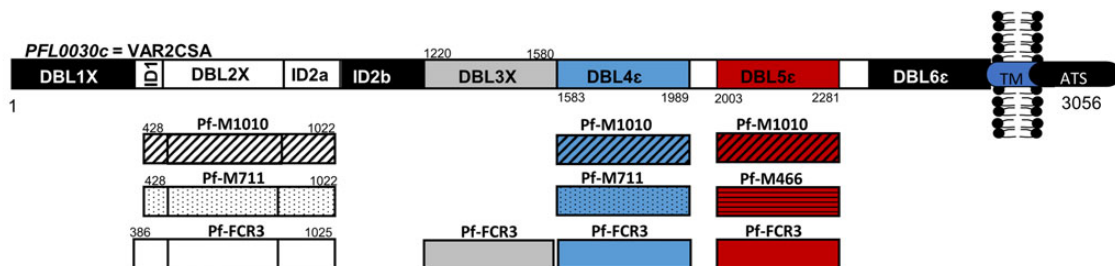 PFL0030c = VAR2CSA
1220 1580
DBL1X ID1 DBL2X ID2a ID2b DBL3X DBL4ε DBL5ε DBL6ε TM ATS
1 1583 1989 2003 2281 3056
Pf-M1010 Pf-M1010 Pf-M1010
428 1022
Pf-M711 Pf-M711 Pf-M466
428 1022
Pf-FCR3 Pf-FCR3 Pf-FCR3 Pf-FCR3
386 1025